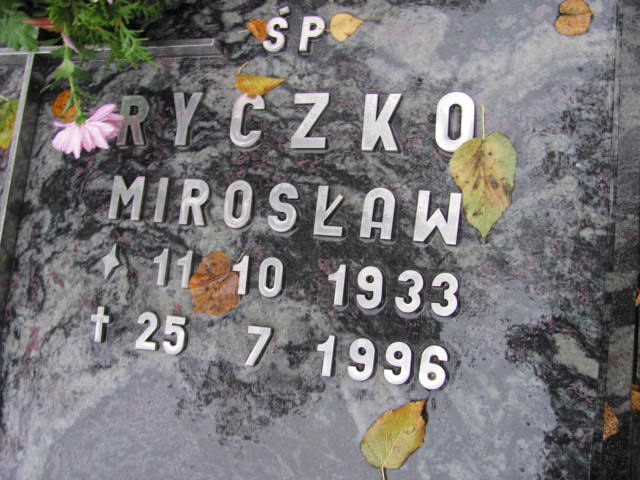 ŚP
RYCZKO
MIROSŁAW
11 10 1933
25 7 1996